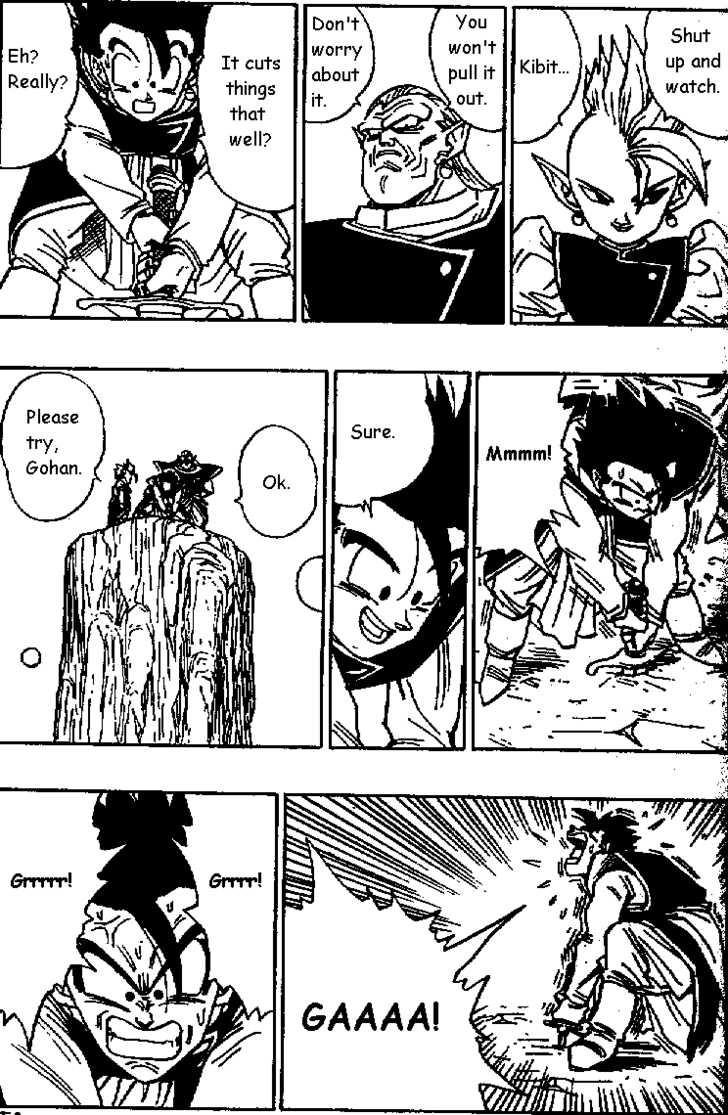 Eh?
Really?
It cuts
things
that
well?
Don't
worry
about
it.
You
won't
pull it
out.
Kibit...
Shut
up and
watch.
Please
try,
Gohan.
Ok.
Sure.
Mmmm!
Grrrrr!
Grrrr!
GAAAA!